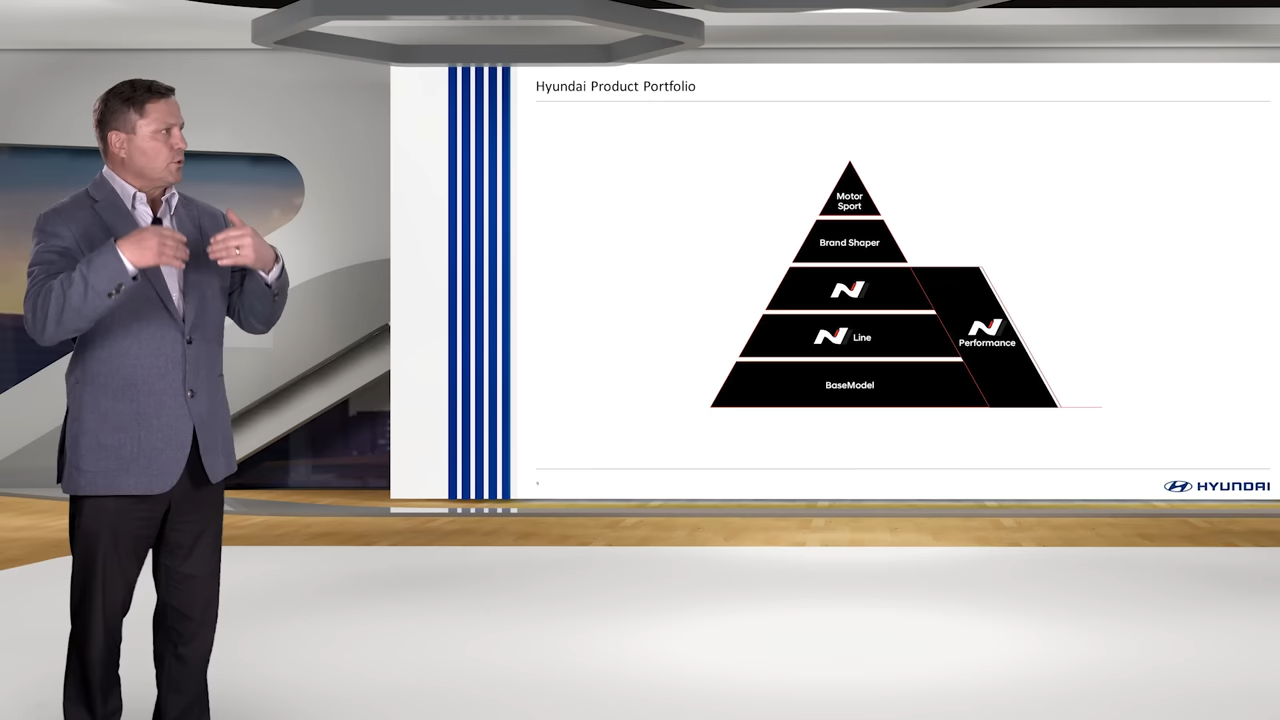 Hyundai Product Portfolio
Motor
Sport
Brand Shaper
N
N Line
N
Performance
BaseModel
HYUNDAI